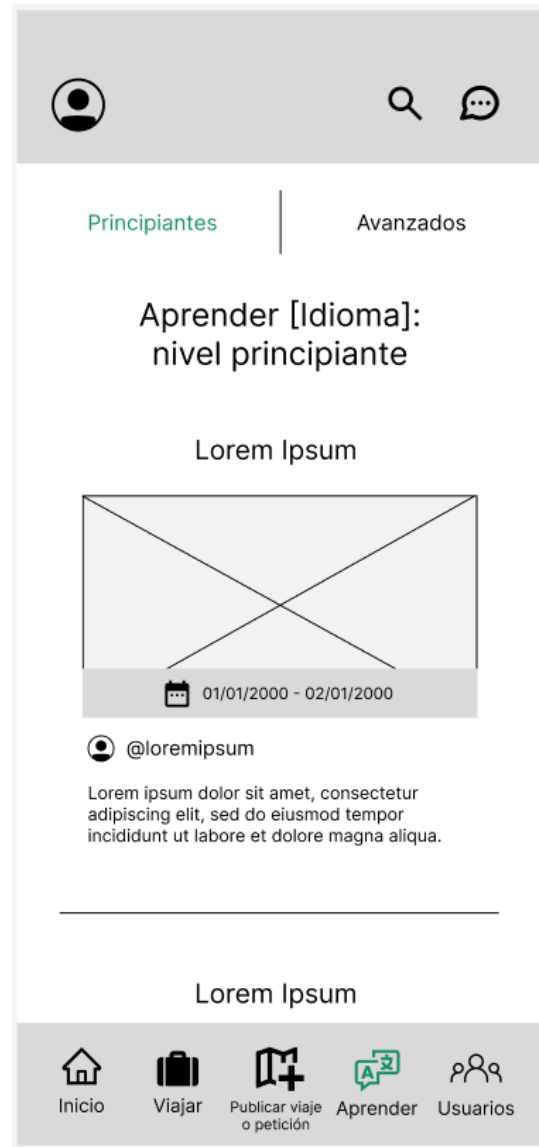 Principiantes
Avanzados
Aprender [Idioma]:
nivel principiante
Lorem Ipsum
01/01/2000 - 02/01/2000
@loremipsum
Lorem ipsum dolor sit amet, consectetur
adipiscing elit, sed do eiusmod tempor
incididunt ut labore et dolore magna aliqua.
Lorem Ipsum
Inicio
Viajar
Publicar viaje
o petición
Aprender
Usuarios